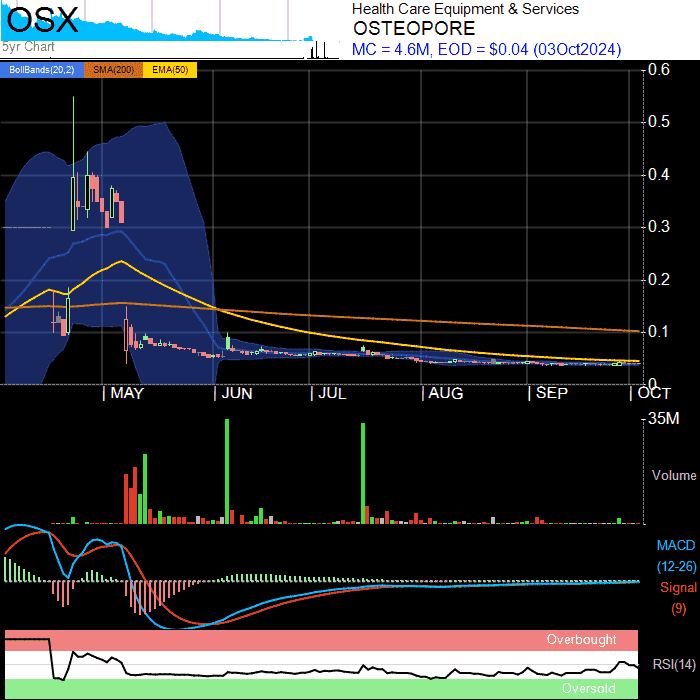 OSX
5yr Chart
Health Care Equipment & Services
OSTEOPORE
MC = 4.6M, EOD = $0.04 (03Oct2024)
BollBands(20,2) SMA(200) EMA(50)
0.6
0.5
0.4
0.3
0.2
0.1
0
MAY JUN JUL AUG SEP OCT
35M
Volume
MACD
(12-26)
Signal
(9)
Overbought
RSI(14)
Oversold